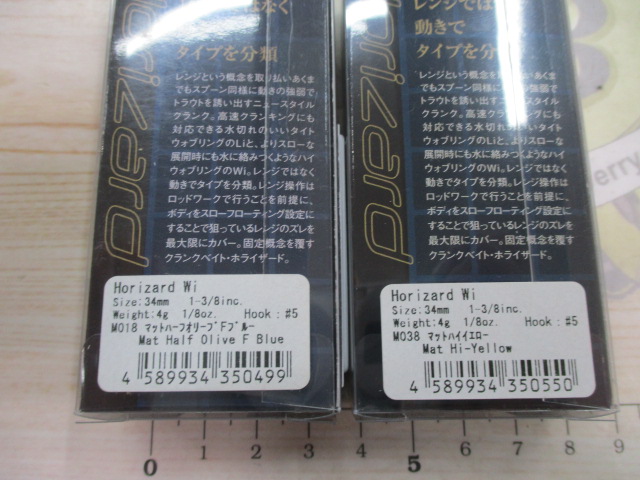 なく
タイプを分類
レンジという概念を取り払いあくま
でもスプーン同様に動きの強弱で
トラウトを誘い出すニュースタイル
クランク。高速クランキングにも
対応できる水切れのいいタイト
ウォブリングのLiと、よりスローな
展開時にも水に絡みつくようなハイ
ウォブリングのWi。レンジではなく
動きでタイプを分類。レンジ操作は
ロッドワークで行うことを前提に、
ボディをスローフローティング設定に
することで狙っているレンジのズレを
最大限にカバー。固定概念を覆す
クランクベイト・ホライザード。
Horizard
Horizard Wi
Size:34mm 1-3/8inc.
Weight:4g 1/8oz. Hook:#5
M018 マットハーフオリーブFブルー
Mat Half Olive F Blue
4 589934 350499
レンジでは
動きで
タイプを分
レンジという概念を取り払いあくま
でもスプーン同様に動きの強弱で
トラウトを誘い出すニュースタイル
クランク。高速クランキングにも
対応できる水切れのいいタイト
ウォブリングのLiと、よりスローな
展開時にも水に絡みつくようなハイ
ウォブリングのWi。レンジではなく
動きでタイプを分類。レンジ操作は
ロッドワークで行うことを前提に、
ボディをスローフローティング設定に
することで狙っているレンジのズレを
最大限にカバー。固定概念を覆す
クランクベイト・ホライザード。
Horizard
Horizard Wi
Size:34mm 1-3/8inc.
Weight:4g 1/8oz. Hook:#5
M038 マットハイイエロー
Mat Hi-Yellow
4 589934 350550
0 1 2 3 4 5 6 7 8 9